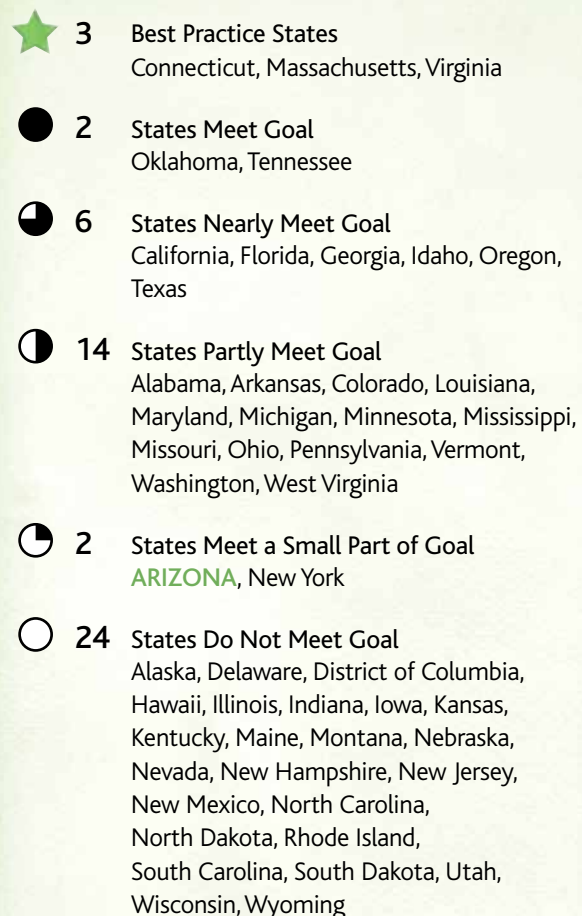 3 Best Practice States
Connecticut, Massachusetts, Virginia
2 States Meet Goal
Oklahoma, Tennessee
6 States Nearly Meet Goal
California, Florida, Georgia, Idaho, Oregon,
Texas
14 States Partly Meet Goal
Alabama, Arkansas, Colorado, Louisiana,
Maryland, Michigan, Minnesota, Mississippi,
Missouri, Ohio, Pennsylvania, Vermont,
Washington, West Virginia
2 States Meet a Small Part of Goal
ARIZONA, New York
24 States Do Not Meet Goal
Alaska, Delaware, District of Columbia,
Hawaii, Illinois, Indiana, Iowa, Kansas,
Kentucky, Maine, Montana, Nebraska,
Nevada, New Hampshire, New Jersey,
New Mexico, North Carolina,
North Dakota, Rhode Island,
South Carolina, South Dakota, Utah,
Wisconsin, Wyoming